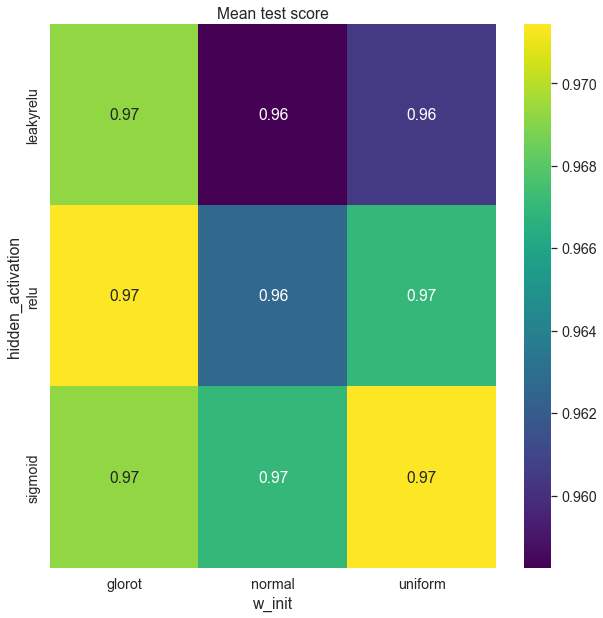 Mean test score
leakyrelu
0.97
0.96
0.96
0.970
0.968
0.966
0.964
0.962
0.960
hidden_activation
relu
0.97
0.96
0.97
sigmoid
0.97
0.97
0.97
glorot
normal
uniform
w_init